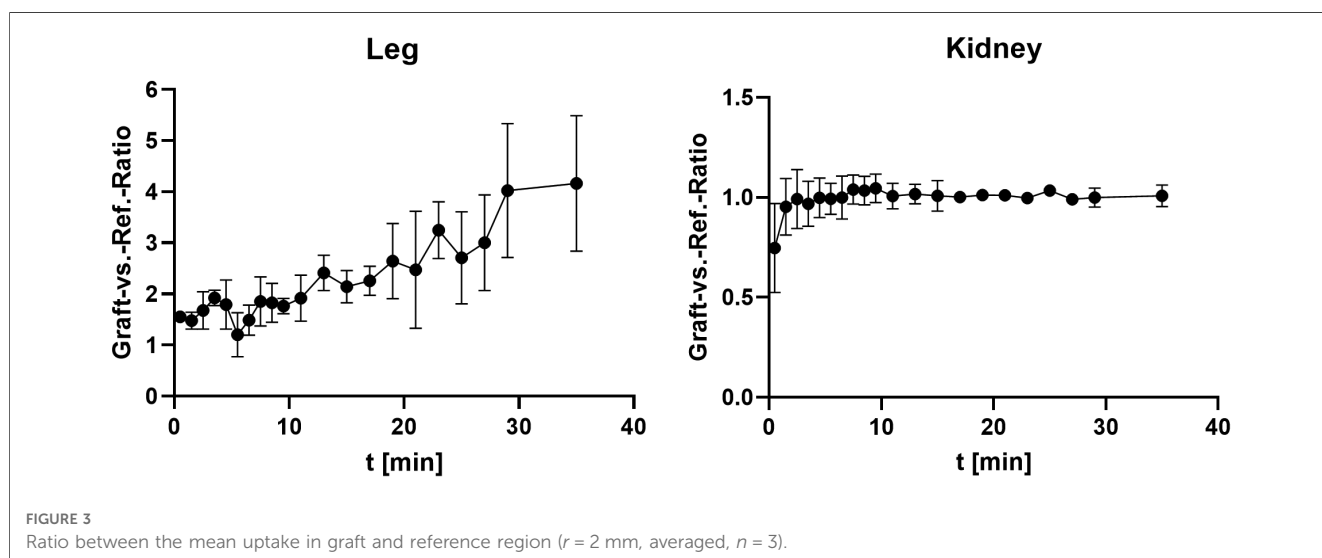 Leg
6
5
4
3
2
1
0
Graft-vs.-Ref.-Ratio
0 10 20 30 40
t [min]
Kidney
1.5
1.0
0.5
0.0
Graft-vs.-Ref.-Ratio
0 10 20 30 40
t [min]
FIGURE 3
Ratio between the mean uptake in graft and reference region (r = 2 mm, averaged, n = 3).